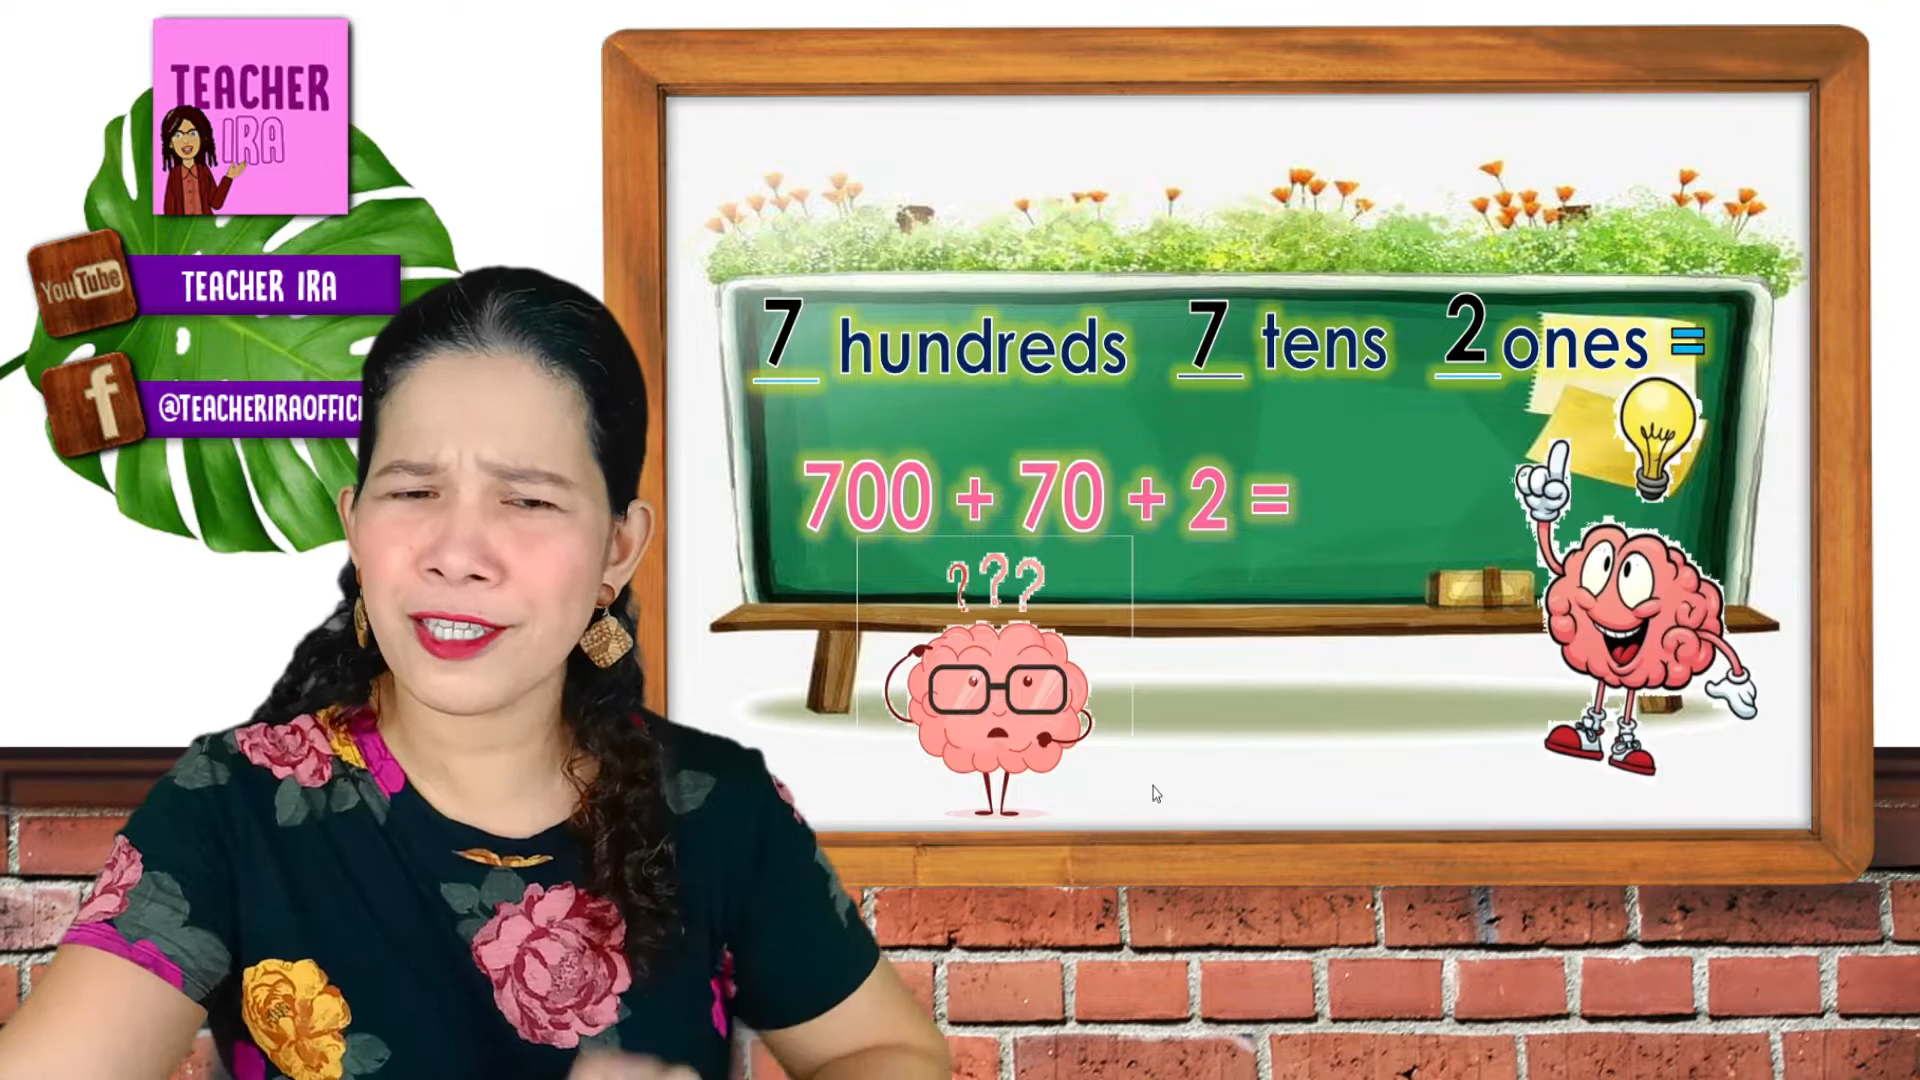 TEACHER
IRA
YouTube
TEACHER IRA
f
@TEACHERIRAOFFICI
7 hundreds 7 tens 2 ones =
700 + 70 + 2 =
???